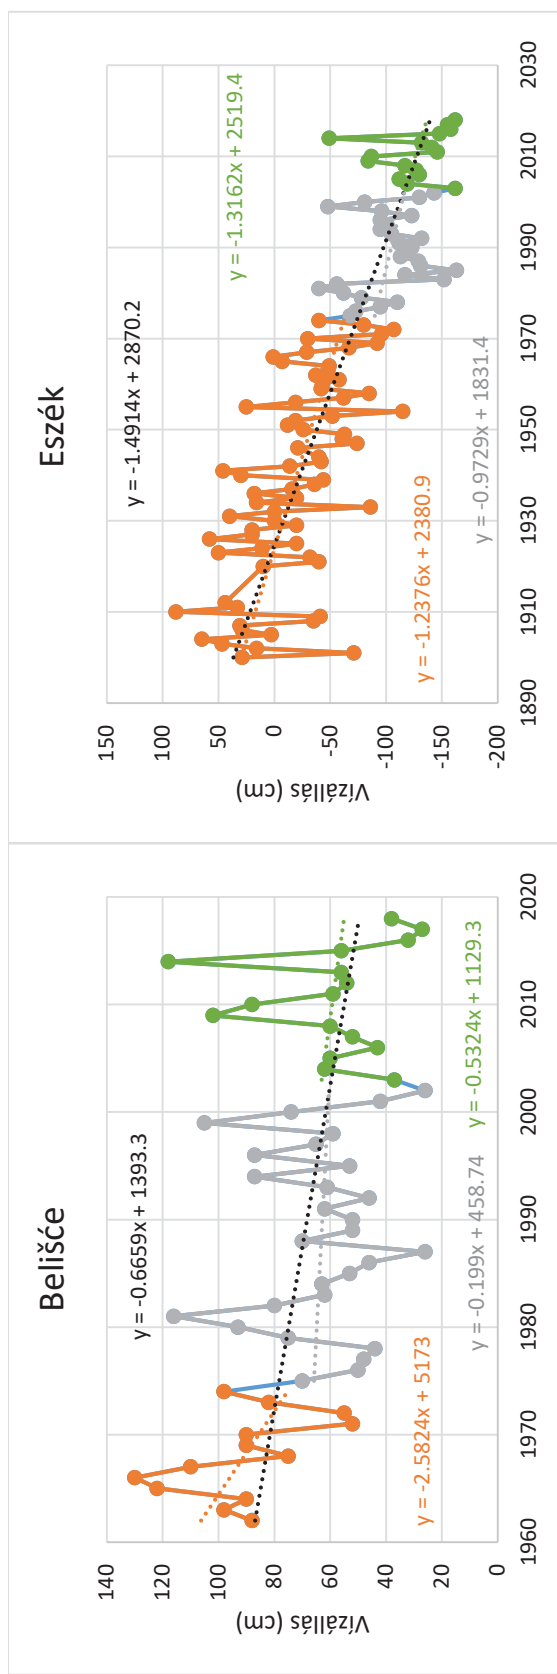 Belišće
y = -0.6659x + 1393.3
140
120
100
80
60
40
20
0
Vízállás (cm)
y = -2.5824x + 5173
y = -0.199x + 458.74
y = -0.5324x + 1129.3
1960
1970
1980
1990
2000
2010
2020
Eszék
y = -1.4914x + 2870.2
y = -1.3162x + 2519.4
150
100
50
0
-50
-100
-150
-200
Vízállás (cm)
y = -1.2376x + 2380.9
y = -0.9729x + 1831.4
1890
1910
1930
1950
1970
1990
2010
2030